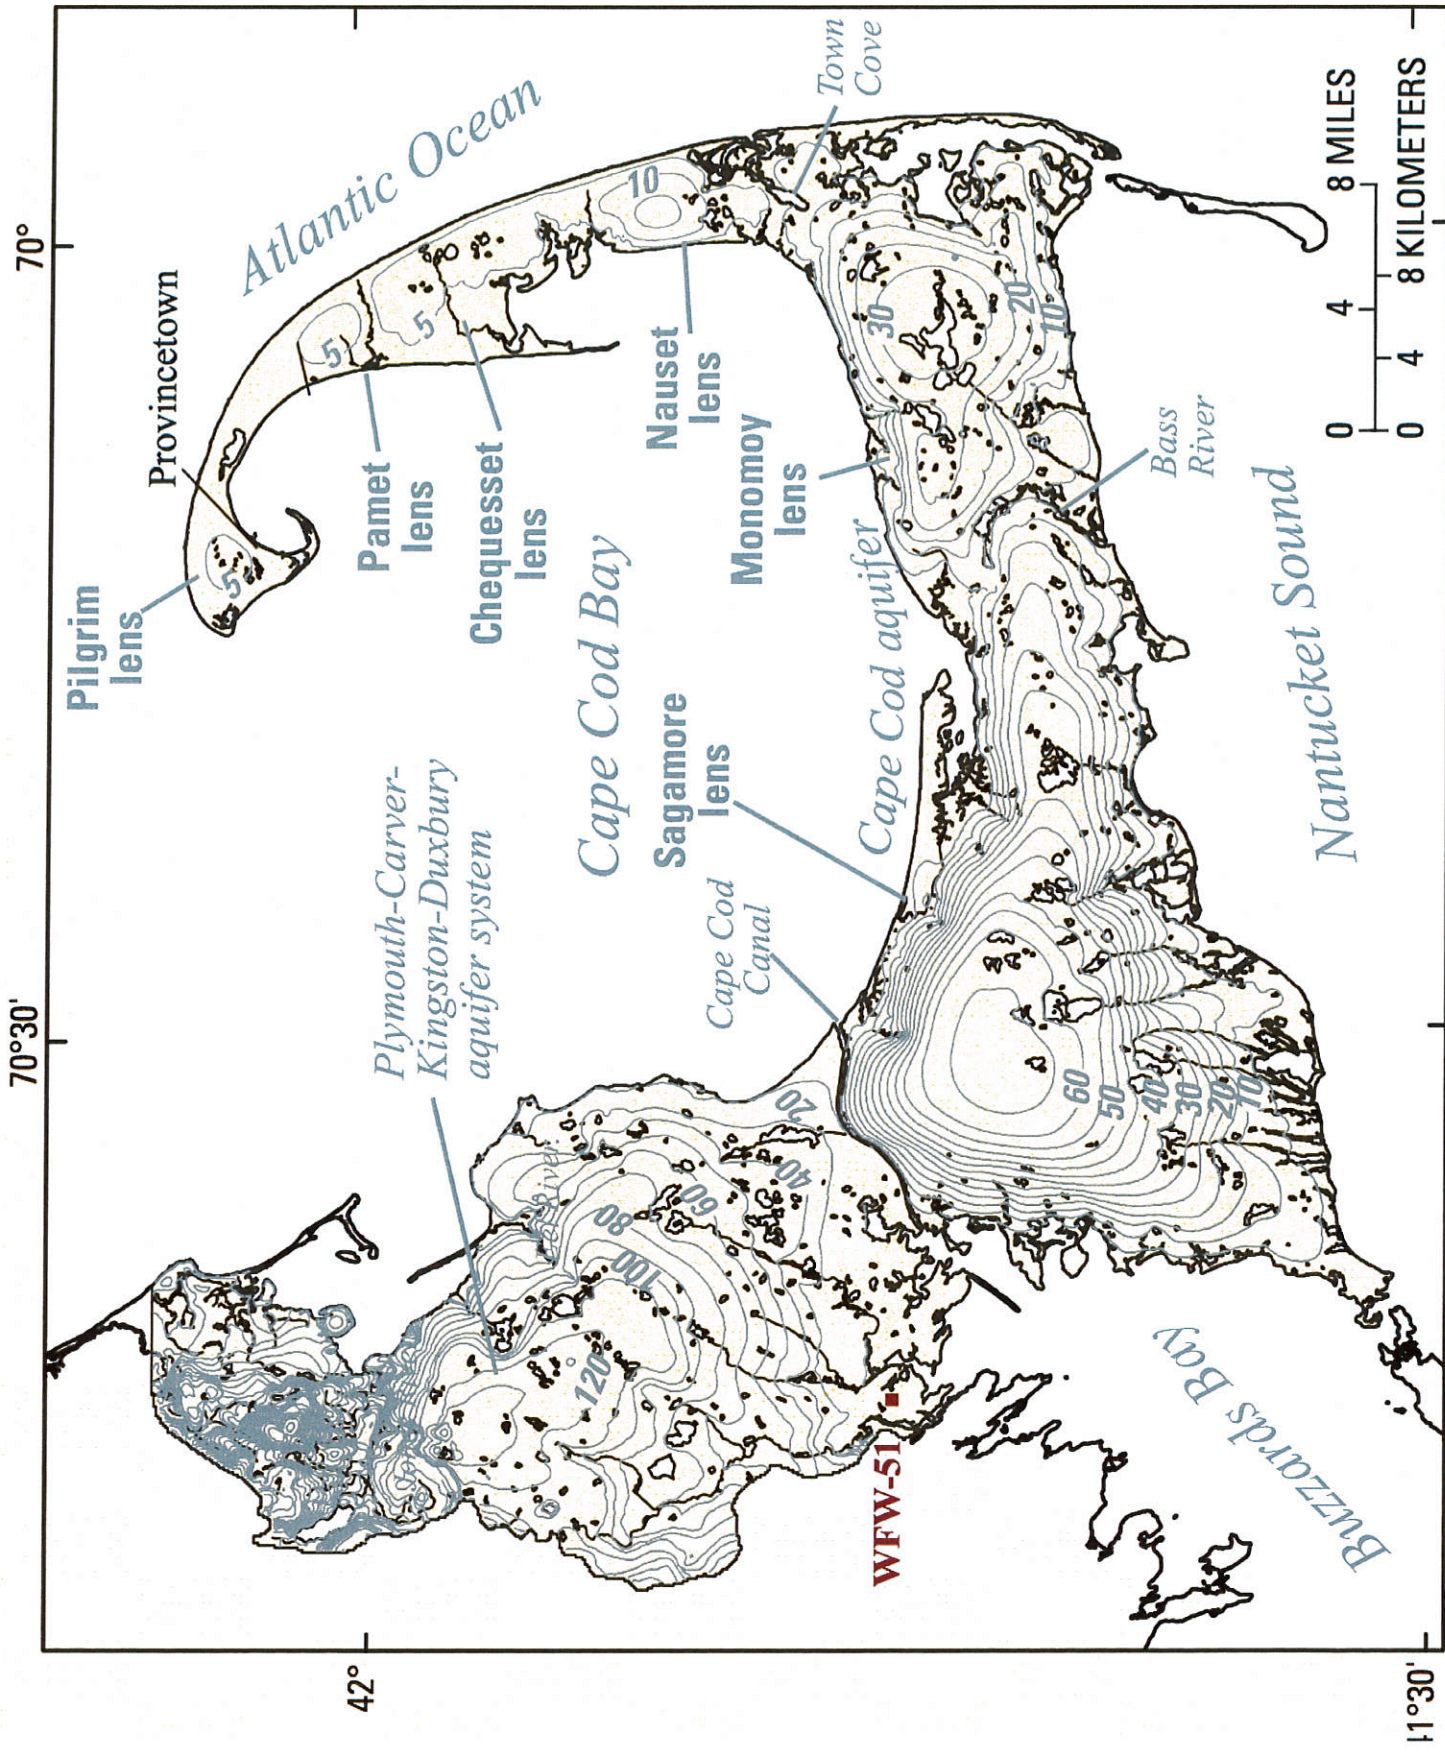 70°30'
70°
42°
41°30'
Atlantic Ocean
Provincetown
Pilgrim
lens
5
Pamet
lens
5
Chequesset
lens
5
Nauset
lens
10
Town
Cove
Monomoy
lens
30
20
10
Bass
River
Cape Cod Bay
Cape Cod aquifer
Sagamore
lens
Cape Cod
Canal
Plymouth-Carver-
Kingston-Duxbury
aquifer system
Eel River
120
100
80
60
40
20
60
50
40
30
20
10
WFW-51
Buzzards Bay
Nantucket Sound
0 4 8 MILES
0 4 8 KILOMETERS